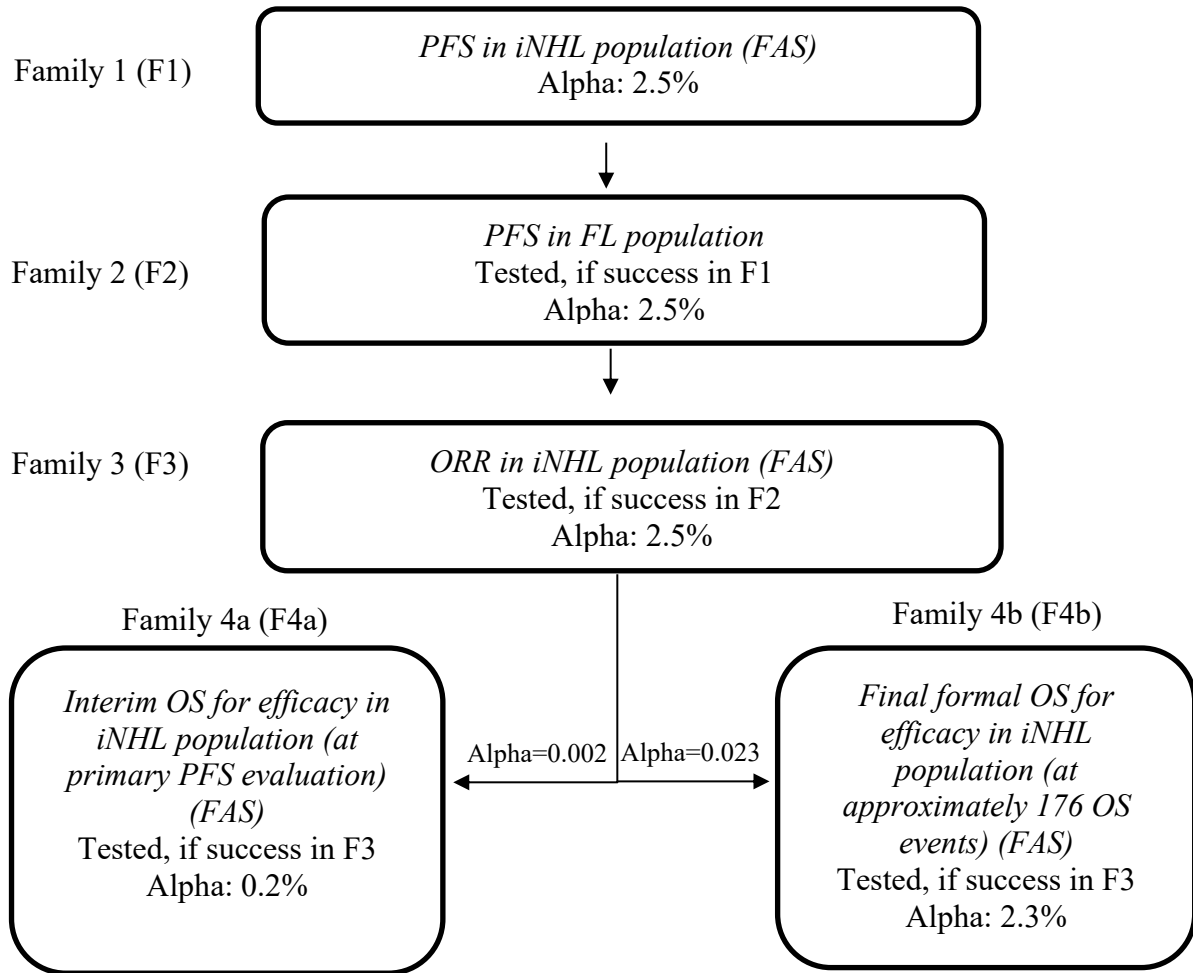 Family 1 (F1)
PFS in iNHL population (FAS)
Alpha: 2.5%
Family 2 (F2)
PFS in FL population
Tested, if success in F1
Alpha: 2.5%
Family 3 (F3)
ORR in iNHL population (FAS)
Tested, if success in F2
Alpha: 2.5%
Family 4a (F4a)
Interim OS for efficacy in
iNHL population (at
primary PFS evaluation)
(FAS)
Tested, if success in F3
Alpha: 0.2%
Alpha=0.002
Alpha=0.023
Family 4b (F4b)
Final formal OS for
efficacy in iNHL
population (at
approximately 176 OS
events) (FAS)
Tested, if success in F3
Alpha: 2.3%